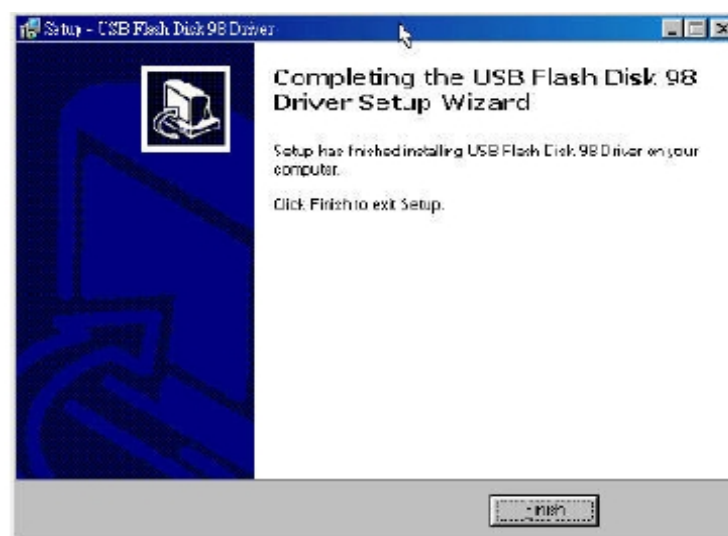 Setup - USB Flash Disk 98 Driver
Completing the USB Flash Disk 98
Driver Setup Wizard
Setup has finished installing USB Flash Disk 98 Driver on your
computer.
Click Finish to exit Setup.
Finish